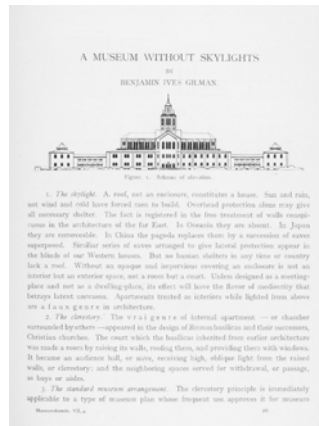 A MUSEUM WITHOUT SKYLIGHTS
BY
BENJAMIN IVES GILMAN.
Figure 1. Scheme of elevation.
1. The skylight. A roof, not an enclosure, constitutes a house. Sun and rain,
not wind and cold have forced man to build. Overhead protection alone may give
all necessary shelter. The fact is registered in the free treatment of walls conspi-
cuous in the architecture of the far East. In Oceania they are absent. In Japan
they are removeable. In China the pagoda replaces them by a succession of eaves
superposed. Similar series of eaves arranged to give lateral protection appear in
the blinds of our Western houses. But no human shelters in any time or country
lack a roof. Without an opaque and impervious covering an enclosure is not an
interior but an exterior space, not a room but a court. Unless designed as a meeting-
place and not as a dwelling-place, its effect will have the flavor of mediocrity that
betrays latent unreason. Apartments treated as interiors while lighted from above
are a faux genre in architecture.
2. The clerestory. The vrai genre of internal apartment — or chamber
surrounded by others — appeared in the design of Roman basilicas and their successors,
Christian churches. The court which the basilicas inherited from earlier architecture
was made a room by raising its walls, roofing them, and providing them with windows.
It became an audience hall, or nave, receiving high, oblique light from the raised
walls, or clerestory; and the neighboring spaces served for withdrawal, or passage,
as bays or aisles.
3. The standard museum arrangement. The clerestory principle is immediately
applicable to a type of museum plan whose frequent use approves it for museum
Museumskunde. VII, 4.